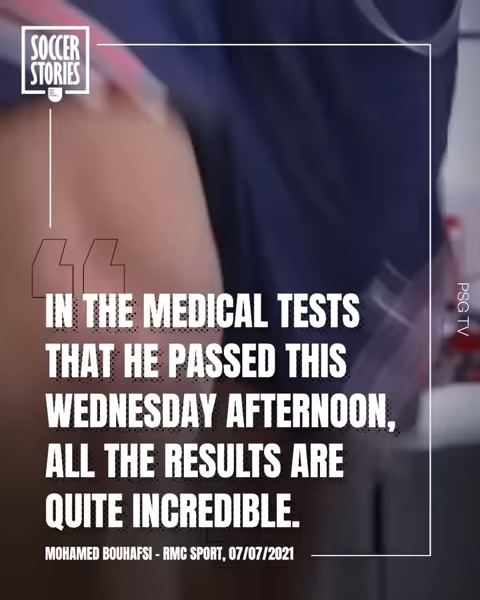 SOCCER
STORIES
IN THE MEDICAL TESTS
THAT HE PASSED THIS
WEDNESDAY AFTERNOON,
ALL THE RESULTS ARE
QUITE INCREDIBLE.
MOHAMED BOUHAFSI - RMC SPORT, 07/07/2021
PSG TV